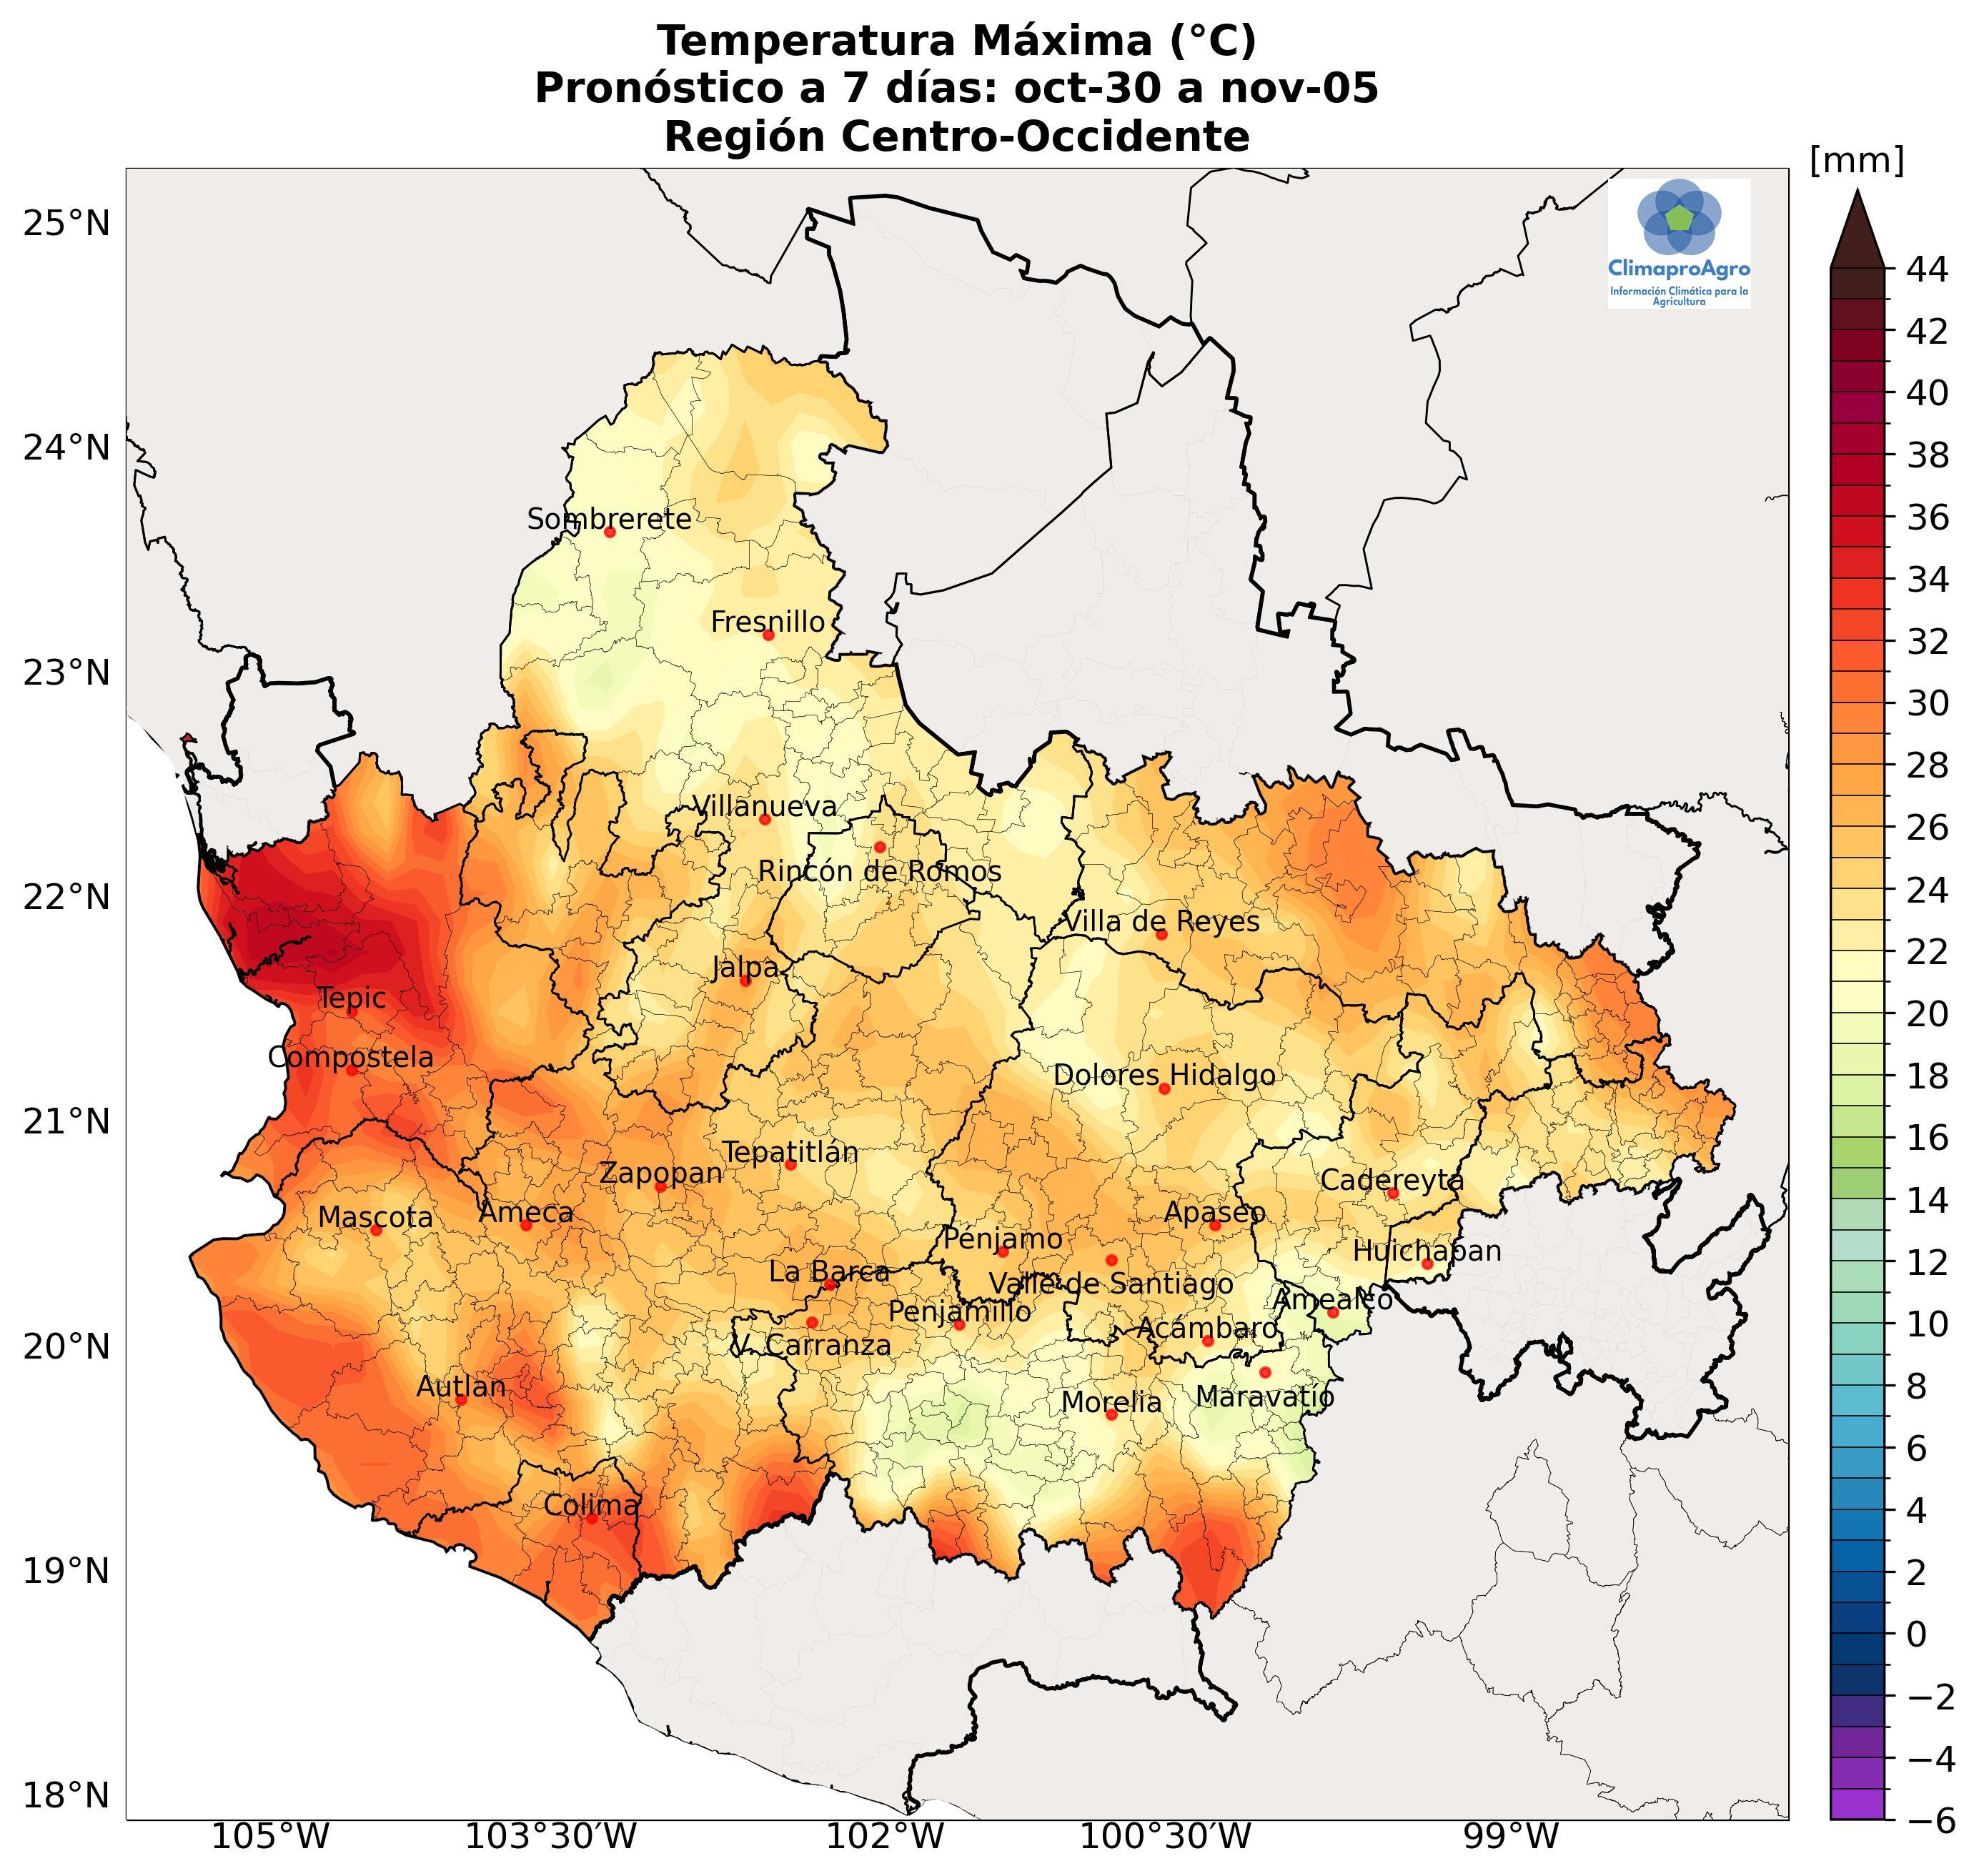 Temperatura Máxima (°C)
Pronóstico a 7 días: oct-30 a nov-05
Región Centro-Occidente
[mm]
ClimaproAgro
Información Climática para la
Agricultura
25°N
24°N
23°N
22°N
21°N
20°N
19°N
18°N
105°W
103°30'W
102°W
100°30'W
99°W
44
42
40
38
36
34
32
30
28
26
24
22
20
18
16
14
12
10
8
6
4
2
0
−2
−4
−6
Sombrerete
Fresnillo
Villanueva
Rincón de Romos
Villa de Reyes
Jalpa
Tepic
Compostela
Dolores Hidalgo
Tepatitlán
Zapopan
Cadereyta
Mascota
Ameca
Apaseo
Pénjamo
Huichapan
La Barca
Valle de Santiago
Penjamillo
Amealco
V. Carranza
Acámbaro
Autlan
Morelia
Maravatío
Colima